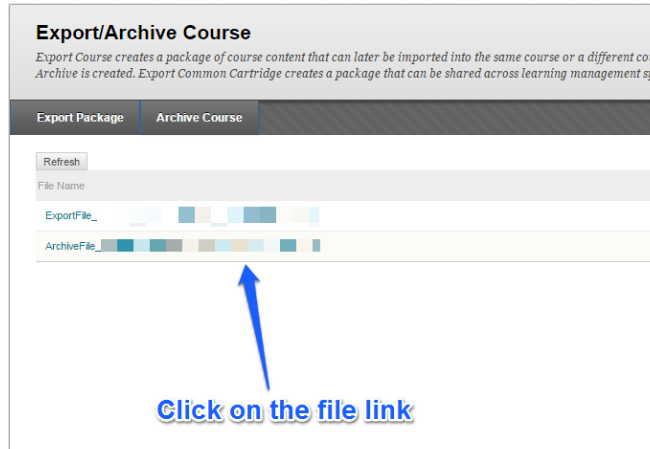 Export/Archive Course
Export Course creates a package of course content that can later be imported into the same course or a different
Archive is created. Export Common Cartridge creates a package that can be shared across learning management
Export Package Archive Course
Refresh
File Name
ExportFile_
ArchiveFile_
Click on the file link